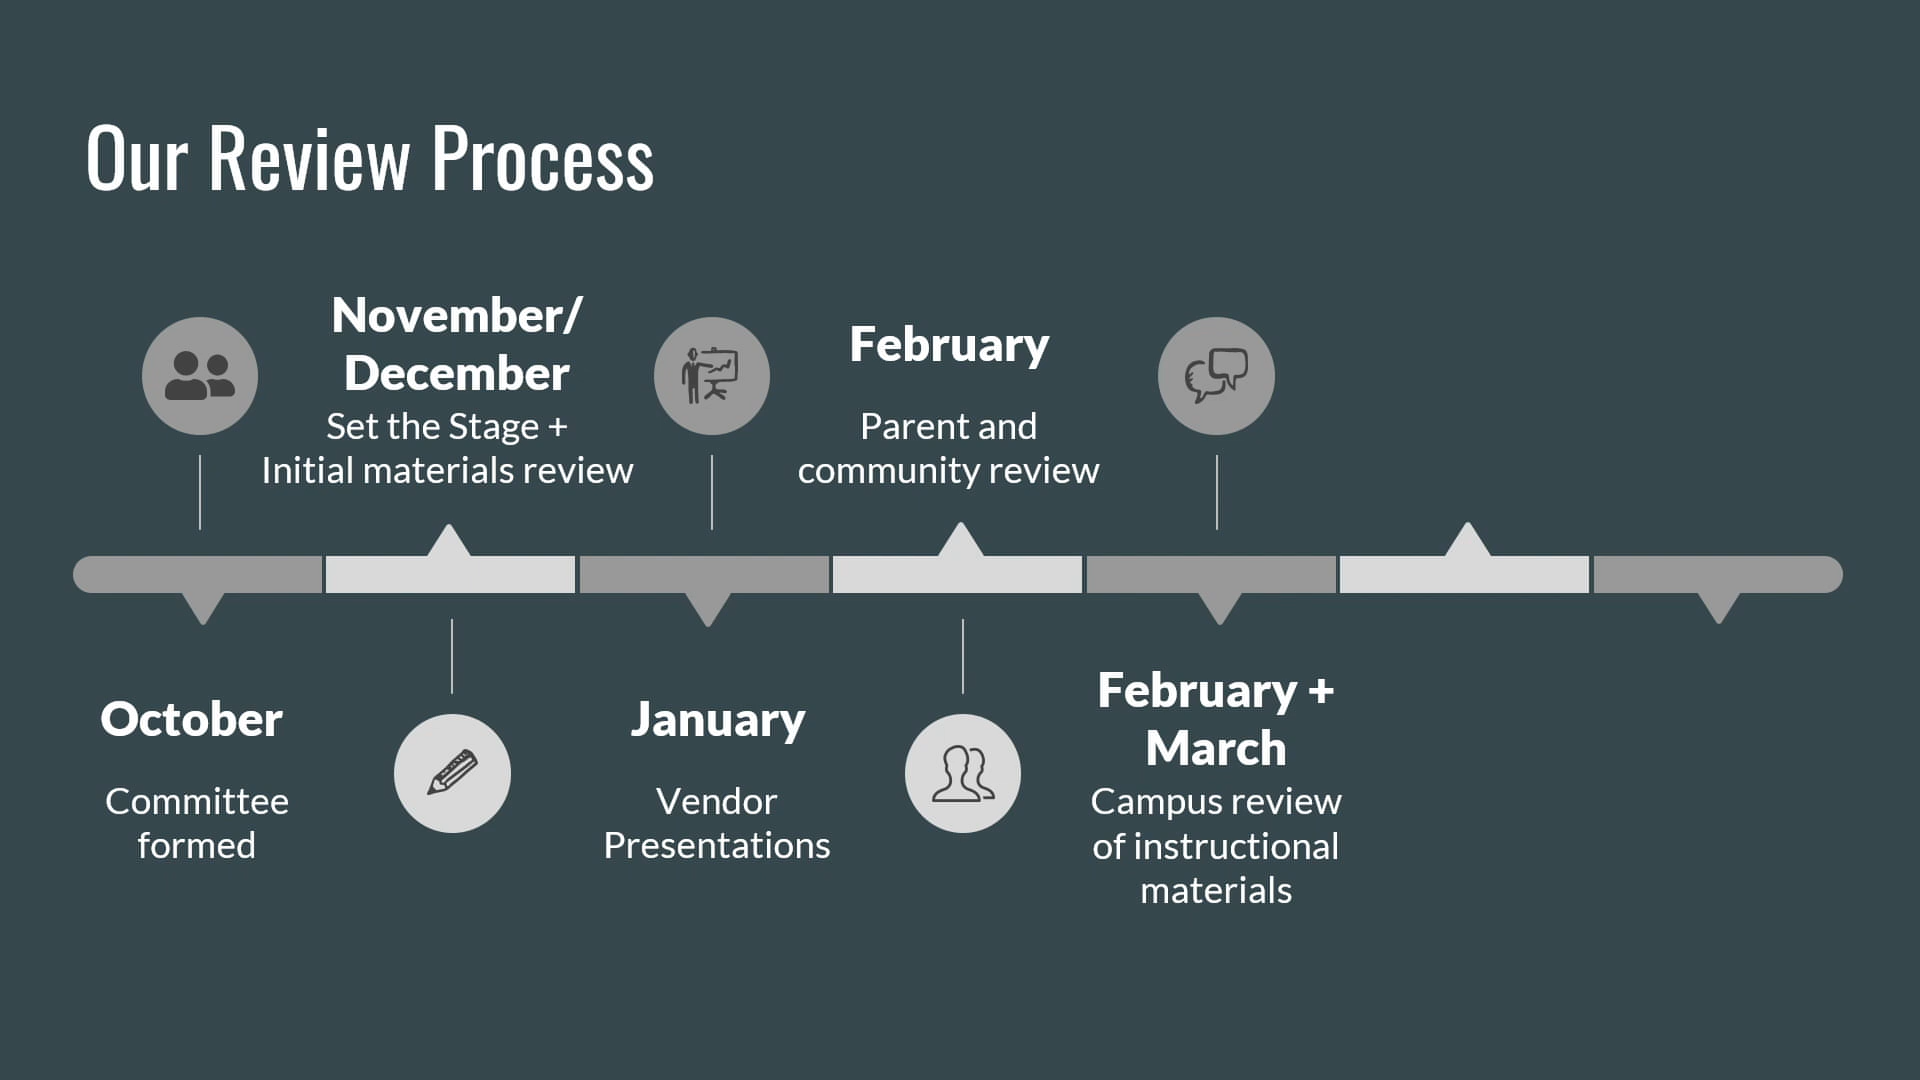 Our Review Process
October
Committee
formed
November/
December
Set the Stage +
Initial materials review
January
Vendor
Presentations
February
Parent and
community review
February +
March
Campus review
of instructional
materials